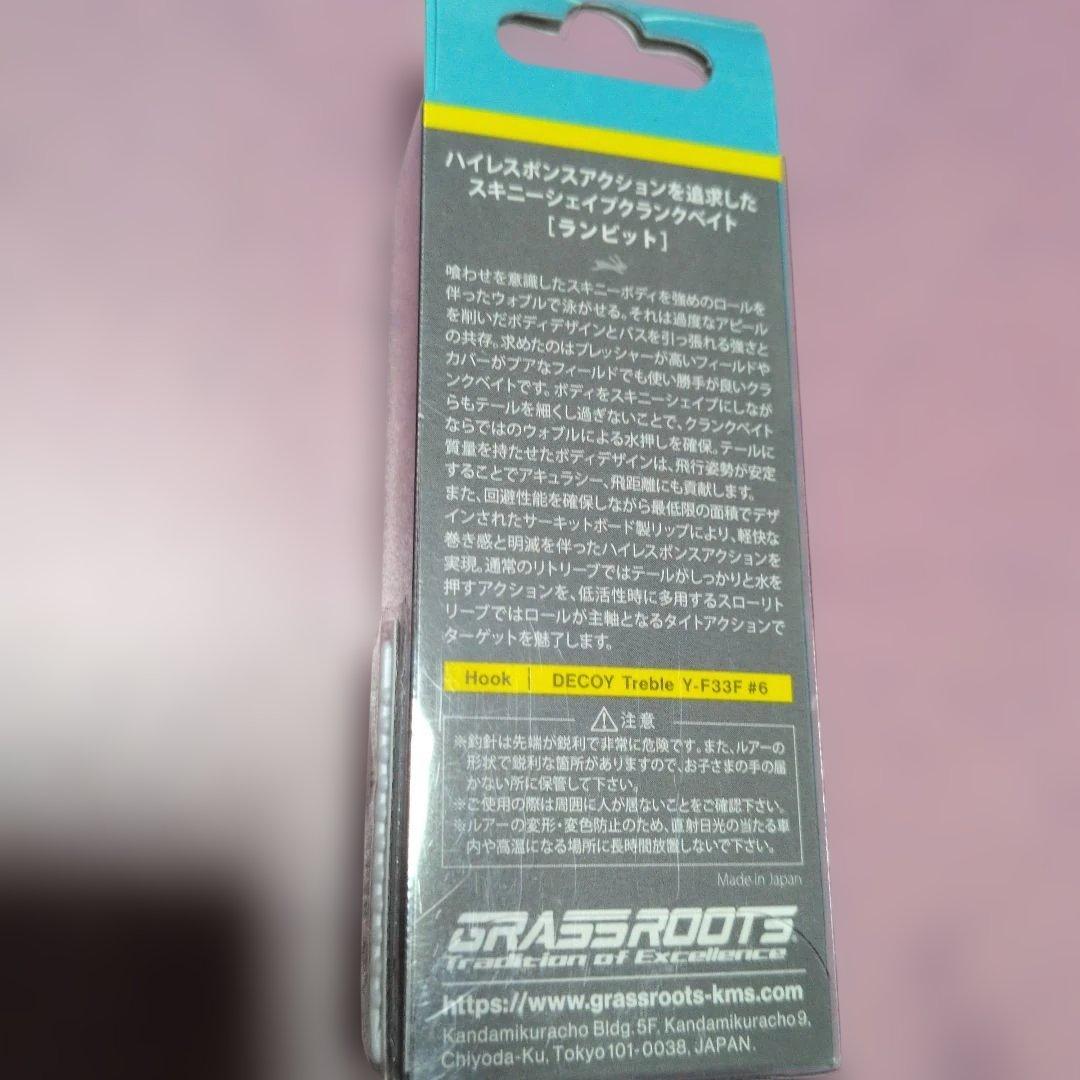 ハイレスポンスアクションを追求した
スキニーシェイプクランクベイト
[ランビット]
喰わせを意識したスキニーボディを強めのロールを
伴ったウォブルで泳がせる。それは過度なアピール
を削いだボディデザインとバスを引っ張れる強さと
の共存。求めたのはプレッシャーが高いフィールドや
カバーがプアなフィールドでも使い勝手が良いクラ
ンクベイトです。ボディをスキニーシェイプにしなが
らもテールを細くし過ぎないことで、クランクベイト
ならではのウォブルによる水押しを確保。テールに
質量を持たせたボディデザインは、飛行姿勢が安定
することでアキュラシー、飛距離にも貢献します。
また、回避性能を確保しながら最低限の面積でデザ
インされたサーキットボード製リップにより、軽快な
巻き感と明滅を伴ったハイレスポンスアクションを
実現。通常のリトリーブではテールがしっかりと水を
押すアクションを、低活性時に多用するスローリト
リーブではロールが主軸となるタイトアクションで
ターゲットを魅了します。
Hook DECOY Treble Y-F33F #6
注意
※釣針は先端が鋭利で非常に危険です。また、ルアーの
形状で鋭利な箇所がありますので、お子さまの手の届
かない所に保管して下さい。
※ご使用の際は周囲に人が居ないことをご確認下さい。
※ルアーの変形・変色防止のため、直射日光の当たる車
内や高温になる場所に長時間放置しないで下さい。
Made in Japan
GRASSROOTS
Tradition of Excellence
https://www.grassroots-kms.com
Kandamikuracho Bldg. 5F, Kandamikuracho 9,
Chiyoda-Ku, Tokyo 101-0038, JAPAN.